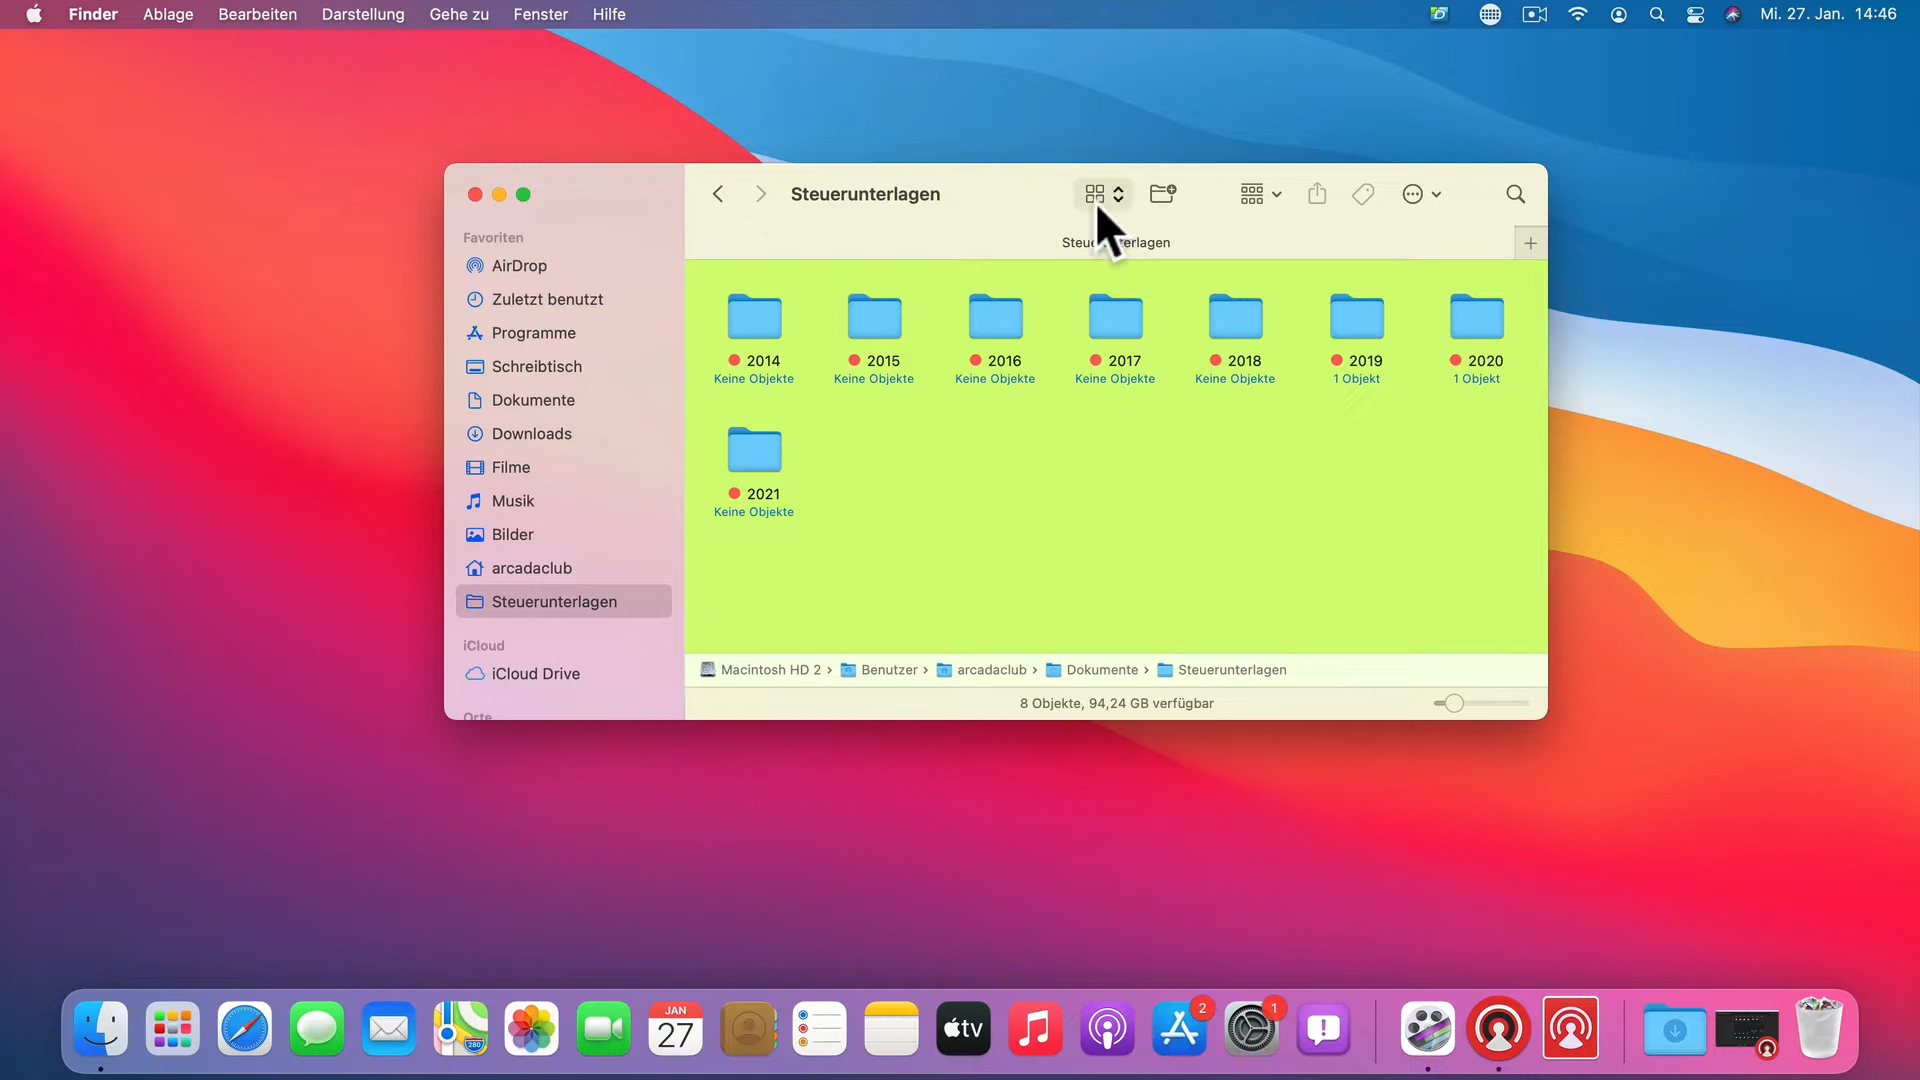 Finder Ablage Bearbeiten Darstellung Gehe zu Fenster Hilfe Mi. 27. Jan. 14:46
Steuerunterlagen
Favoriten
AirDrop
Zuletzt benutzt
Programme
Schreibtisch
Dokumente
Downloads
Filme
Musik
Bilder
arcadaclub
Steuerunterlagen
iCloud
iCloud Drive
Orte
2014 2015 2016 2017 2018 2019 2020
Keine Objekte Keine Objekte Keine Objekte Keine Objekte Keine Objekte 1 Objekt 1 Objekt
2021
Keine Objekte
Macintosh HD 2 › Benutzer › arcadaclub › Dokumente › Steuerunterlagen
8 Objekte, 94,24 GB verfügbar
280
JAN
27
tv
2
1